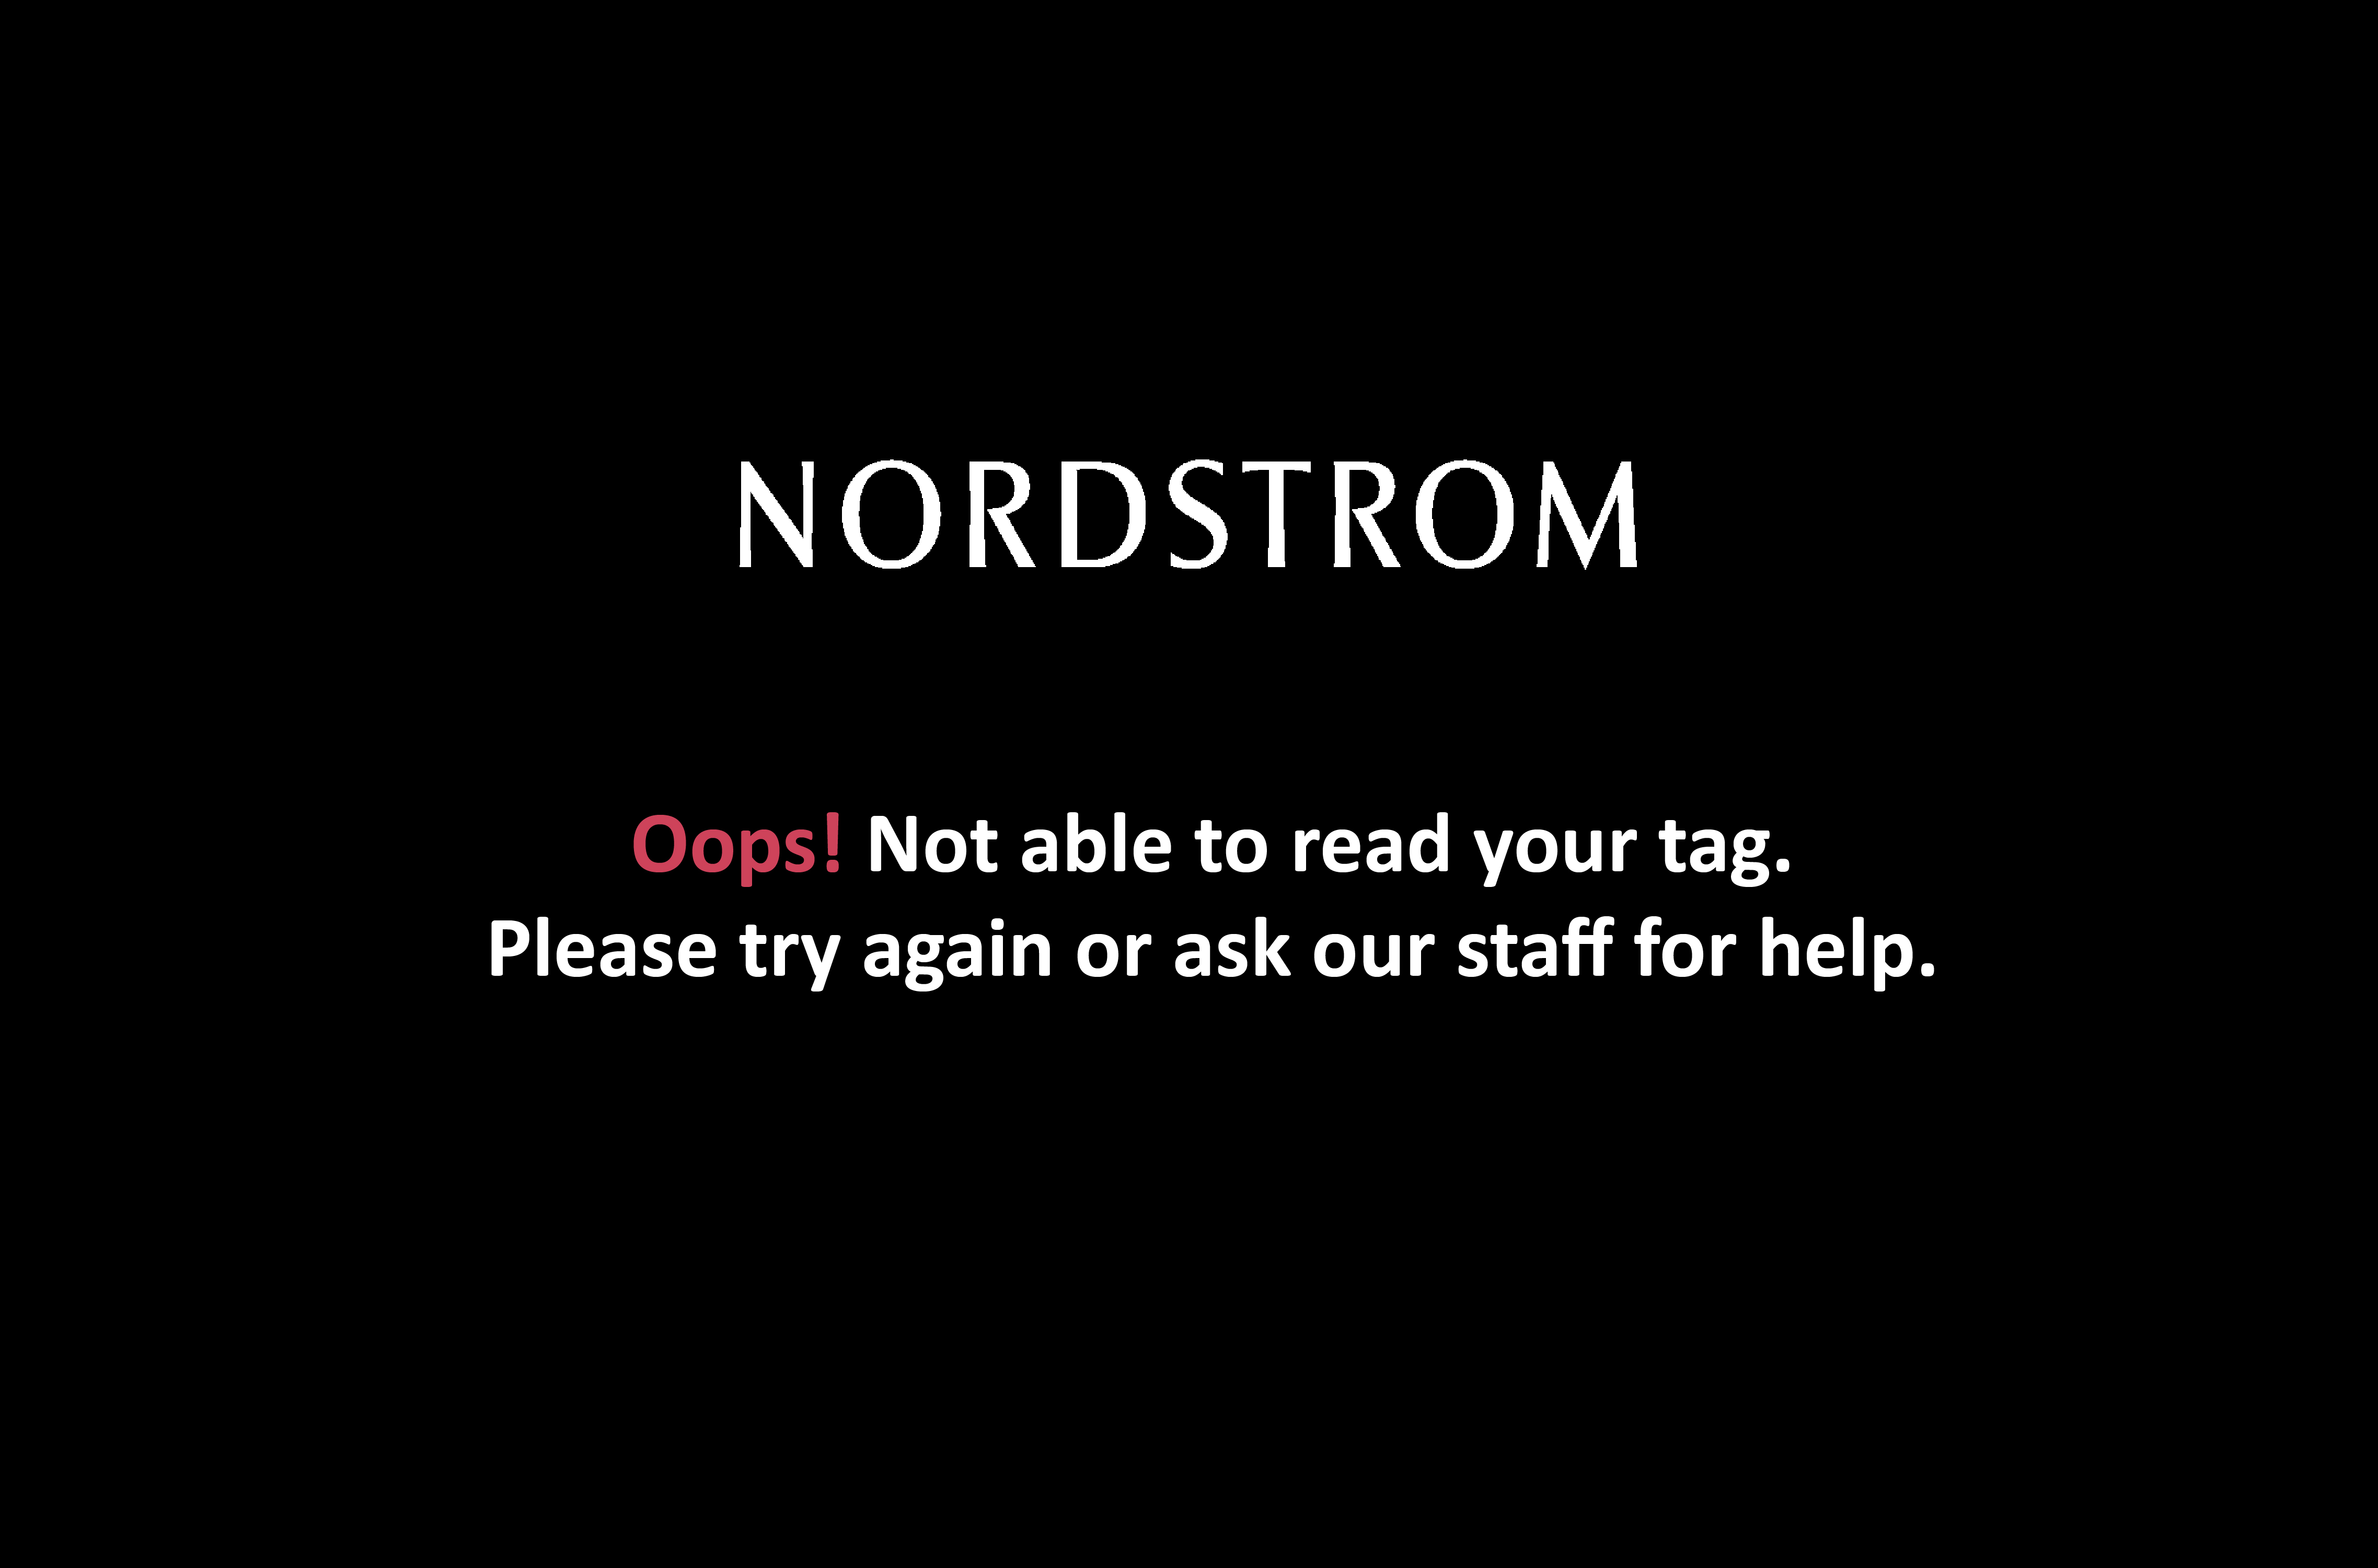 NORDSTROM
Oops! Not able to read your tag.
Please try again or ask our staff for help.